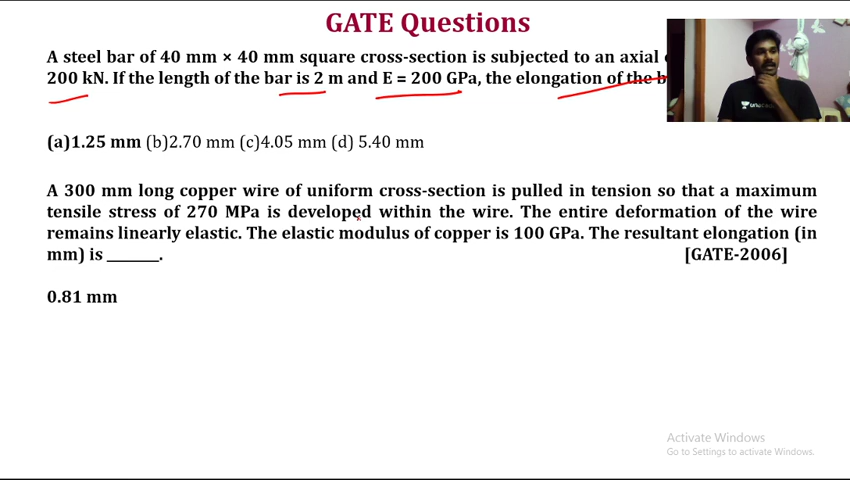 GATE Questions
A steel bar of 40 mm × 40 mm square cross-section is subjected to an axial
200 kN. If the length of the bar is 2 m and E = 200 GPa, the elongation of the
(a)1.25 mm (b)2.70 mm (c)4.05 mm (d) 5.40 mm
A 300 mm long copper wire of uniform cross-section is pulled in tension so that a maximum
tensile stress of 270 MPa is developed within the wire. The entire deformation of the wire
remains linearly elastic. The elastic modulus of copper is 100 GPa. The resultant elongation (in
mm) is ______. [GATE-2006]
0.81 mm
Activate Windows
Go to Settings to activate Windows.